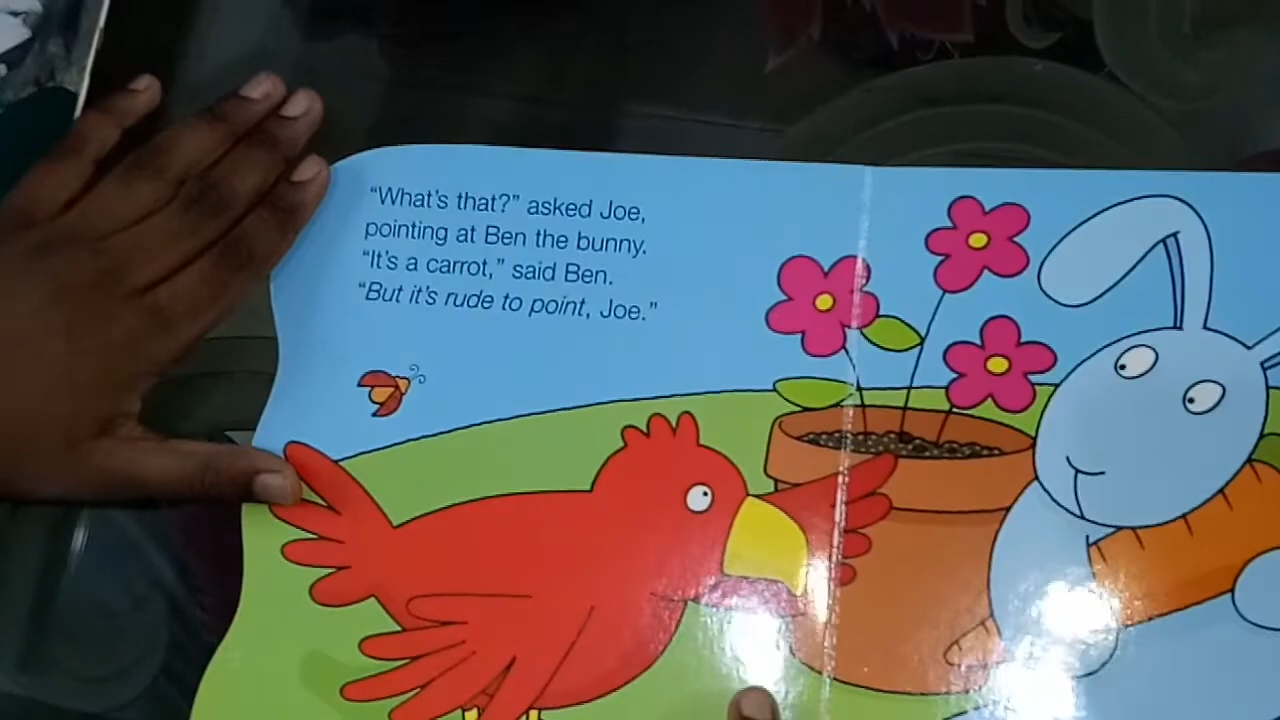 “What's that?” asked Joe,
pointing at Ben the bunny.
“It's a carrot,” said Ben.
“But it's rude to point, Joe.”